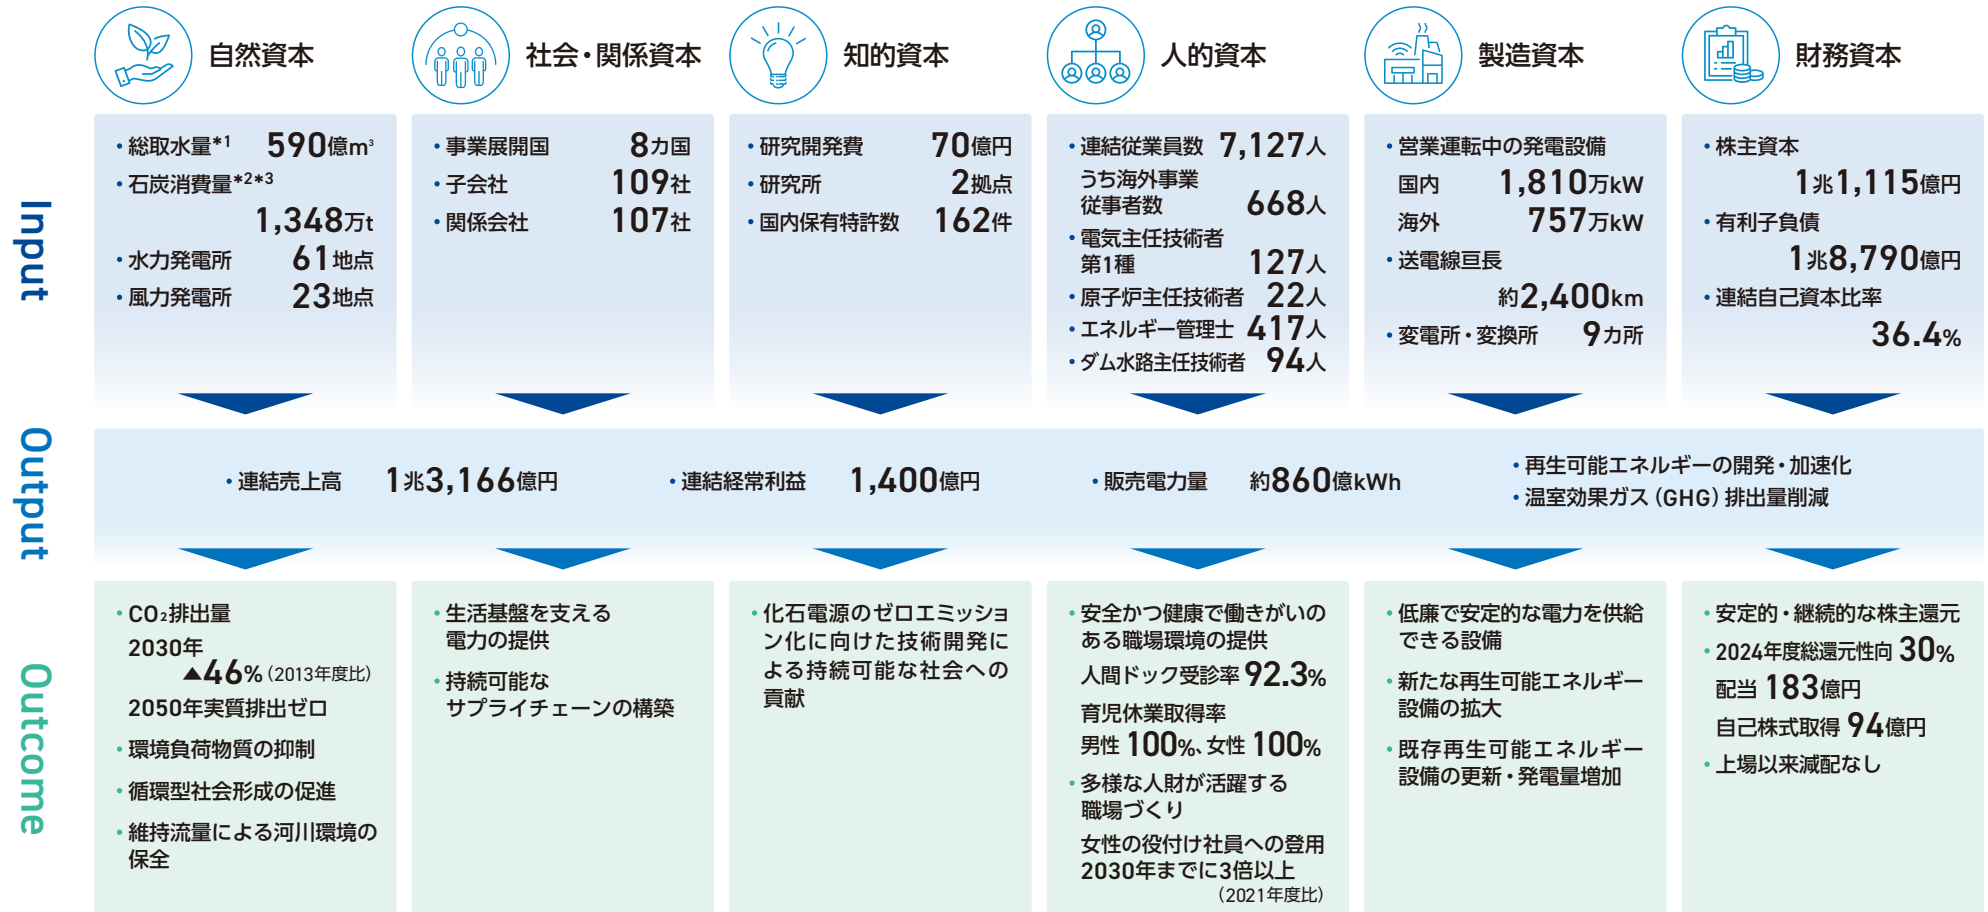 自然資本
社会・関係資本
知的資本
人的資本
製造資本
財務資本
Input
・総取水量*1 590億m³
・石炭消費量*2*3
1,348万t
・水力発電所 61地点
・風力発電所 23地点
・事業展開国 8カ国
・子会社 109社
・関係会社 107社
・研究開発費 70億円
・研究所 2拠点
・国内保有特許数 162件
・連結従業員数 7,127人
うち海外事業
従事者数 668人
・電気主任技術者
第1種 127人
・原子炉主任技術者 22人
・エネルギー管理士 417人
・ダム水路主任技術者 94人
・営業運転中の発電設備
国内 1,810万kW
海外 757万kW
・送電線亘長
約2,400km
・変電所・変換所 9カ所
・株主資本
1兆1,115億円
・有利子負債
1兆8,790億円
・連結自己資本比率
36.4%
Output
・連結売上高 1兆3,166億円
・連結経常利益 1,400億円
・販売電力量 約860億kWh
・再生可能エネルギーの開発・加速化
・温室効果ガス（GHG）排出量削減
Outcome
・CO₂排出量
2030年
▲46%（2013年度比）
2050年実質排出ゼロ
・環境負荷物質の抑制
・循環型社会形成の促進
・維持流量による河川環境の
保全
・生活基盤を支える
電力の提供
・持続可能な
サプライチェーンの構築
・化石電源のゼロエミッショ
ン化に向けた技術開発に
よる持続可能な社会への
貢献
・安全かつ健康で働きがいの
ある職場環境の提供
人間ドック受診率 92.3%
育児休業取得率
男性 100%、女性 100%
・多様な人財が活躍する
職場づくり
女性の役付け社員への登用
2030年までに3倍以上
（2021年度比）
・低廉で安定的な電力を供給
できる設備
・新たな再生可能エネルギー
設備の拡大
・既存再生可能エネルギー
設備の更新・発電量増加
・安定的・継続的な株主還元
・2024年度総還元性向 30%
配当 183億円
自己株式取得 94億円
・上場以来減配なし